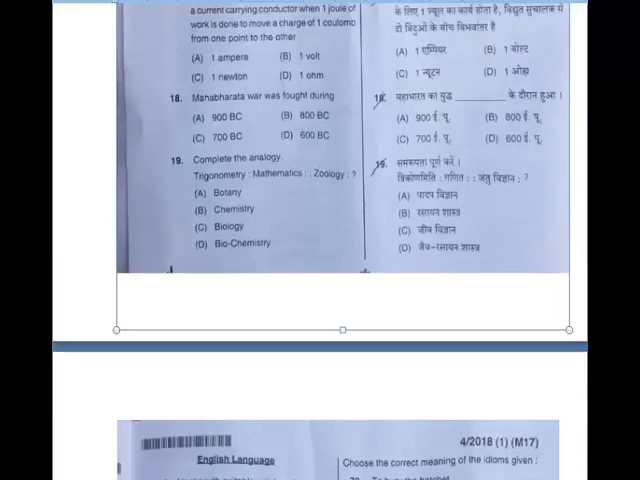 a current carrying conductor when 1 joule of
work is done to move a charge of 1 coulomb
from one point to the other
(A) 1 ampere (B) 1 volt
(C) 1 newton (D) 1 ohm
18. Mahabharata war was fought during
(A) 900 BC (B) 800 BC
(C) 700 BC (D) 600 BC
19. Complete the analogy.
Trigonometry : Mathematics : : Zoology : ?
(A) Botany
(B) Chemistry
(C) Biology
(D) Bio-Chemistry
के लिए 1 ज्यूल का कार्य होता है, विद्युत सुचालक में
दो बिंदुओं के बीच विभवांतर है
(A) 1 एम्पियर (B) 1 वोल्ट
(C) 1 न्यूटन (D) 1 ओह्म
18. महाभारत का युद्ध ________ के दौरान हुआ ।
(A) 900 ई. पू. (B) 800 ई. पू.
(C) 700 ई. पू. (D) 600 ई. पू.
19. समरूपता पूर्ण करें ।
त्रिकोणमिति : गणित : : जंतु विज्ञान : ?
(A) पादप विज्ञान
(B) रसायन शास्त्र
(C) जीव विज्ञान
(D) जैव-रसायन शास्त्र
4/2018 (1) (M17)
English Language
Choose the correct meaning of the idioms given :